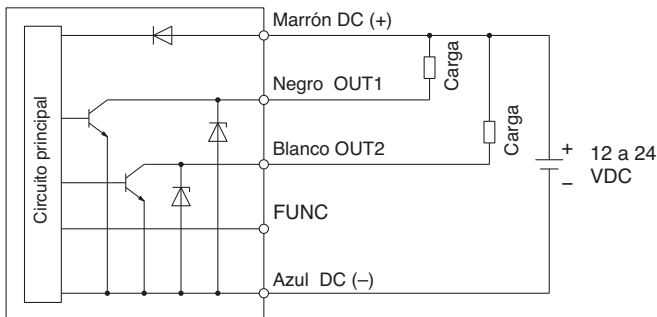 Marrón DC (+)
Carga
Negro OUT1
Carga
Blanco OUT2
+ 12 a 24
– VDC
Circuito principal
FUNC
Azul DC (–)